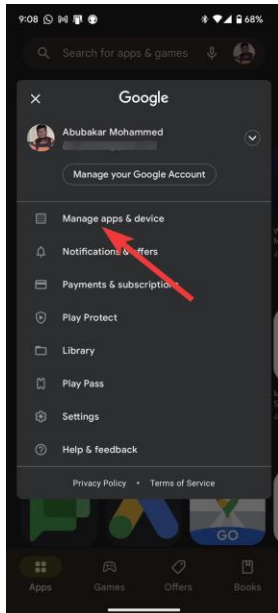 9:08
68%
Search for apps & games
Google
Abubakar Mohammed
Manage your Google Account
Manage apps & device
Notifications & offers
Payments & subscriptions
Play Protect
Library
Play Pass
Settings
Help & feedback
Privacy Policy • Terms of Service
GO
Apps Games Offers Books